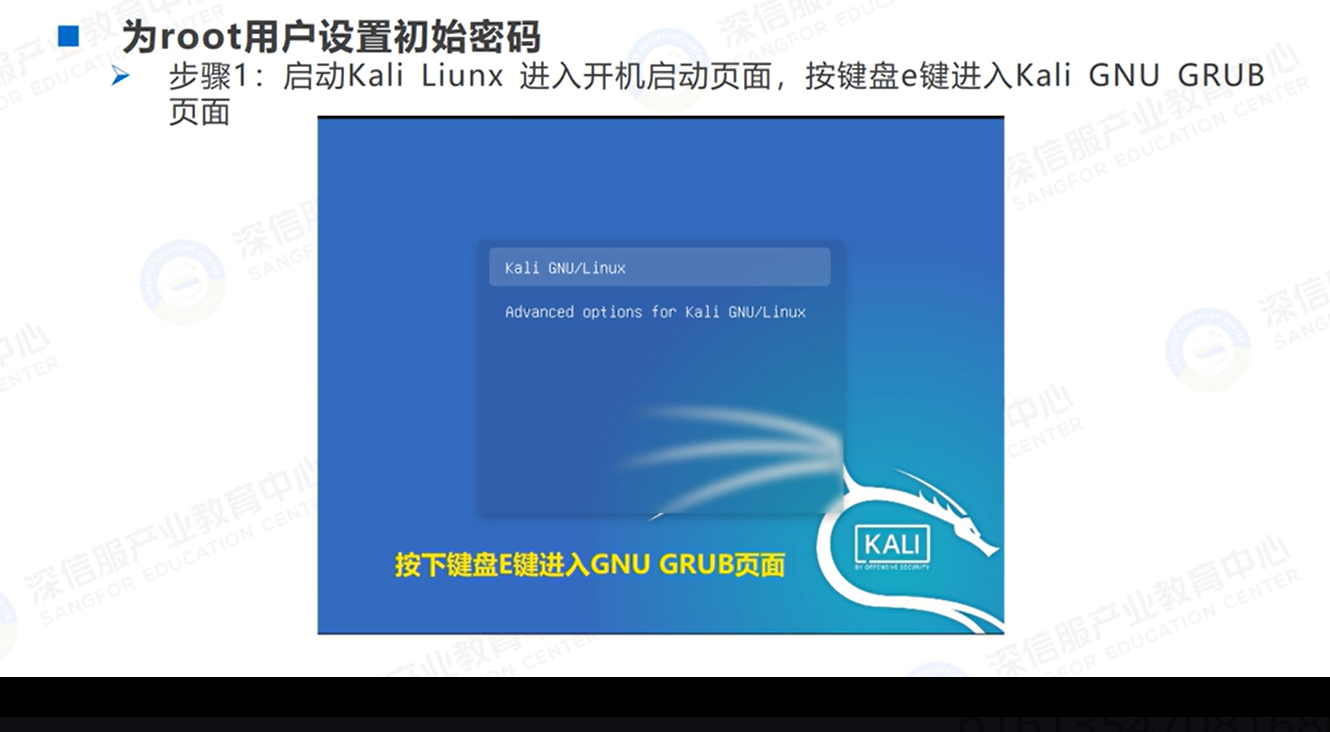 为root用户设置初始密码
步骤1：启动Kali Liunx 进入开机启动页面，按键盘e键进入Kali GNU GRUB
页面
Kali GNU/Linux
Advanced options for Kali GNU/Linux
按下键盘E键进入GNU GRUB页面
KALI
BY OFFENSIVE SECURITY
深信服产业教育中心
SANGFOR EDUCATION CENTER